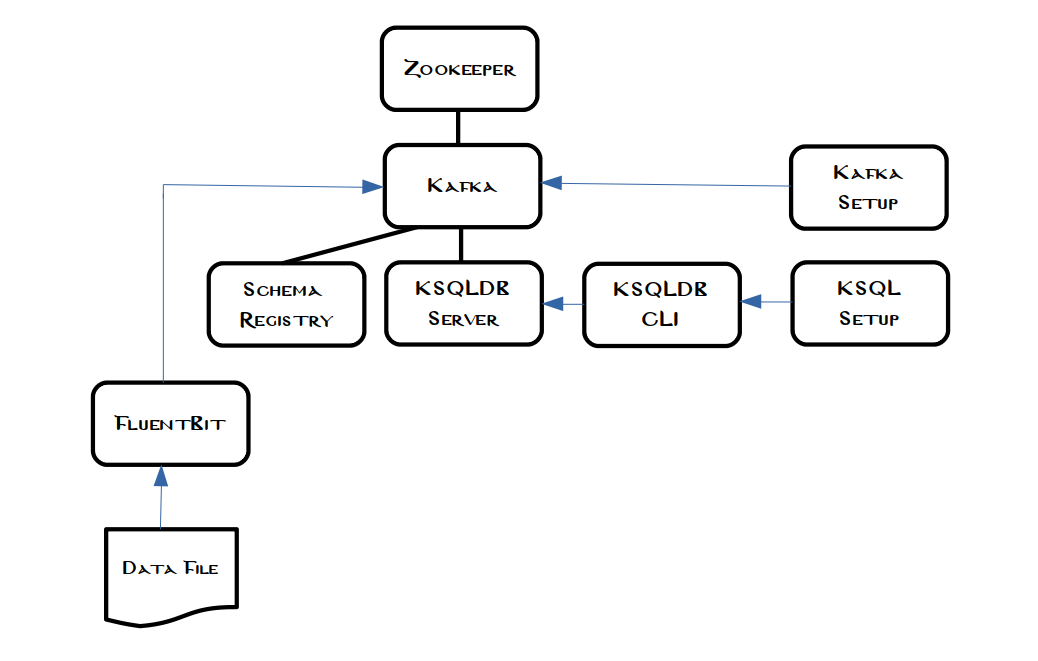 Zookeeper
Kafka
Kafka
Setup
Schema
Registry
KSQLDB
Server
KSQLDB
CLI
KSQL
Setup
FluentBit
Data File